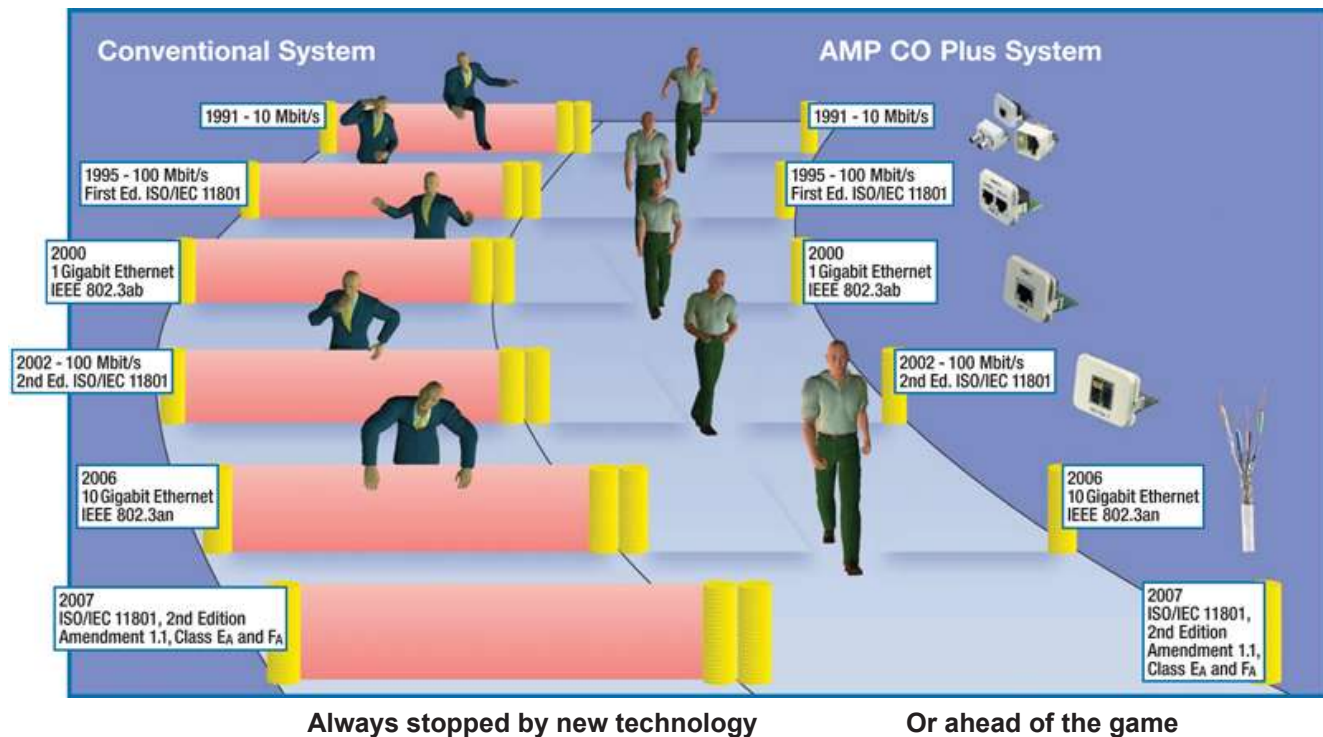 Conventional System
AMP CO Plus System
1991 - 10 Mbit/s
1991 - 10 Mbit/s
1995 - 100 Mbit/s
First Ed. ISO/IEC 11801
1995 - 100 Mbit/s
First Ed. ISO/IEC 11801
2000
1 Gigabit Ethernet
IEEE 802.3ab
2000
1 Gigabit Ethernet
IEEE 802.3ab
2002 - 100 Mbit/s
2nd Ed. ISO/IEC 11801
2002 - 100 Mbit/s
2nd Ed. ISO/IEC 11801
2006
10 Gigabit Ethernet
IEEE 802.3an
2006
10 Gigabit Ethernet
IEEE 802.3an
2007
ISO/IEC 11801, 2nd Edition
Amendment 1.1, Class EA and FA
2007
ISO/IEC 11801,
2nd Edition
Amendment 1.1,
Class EA and FA
Always stopped by new technology
Or ahead of the game